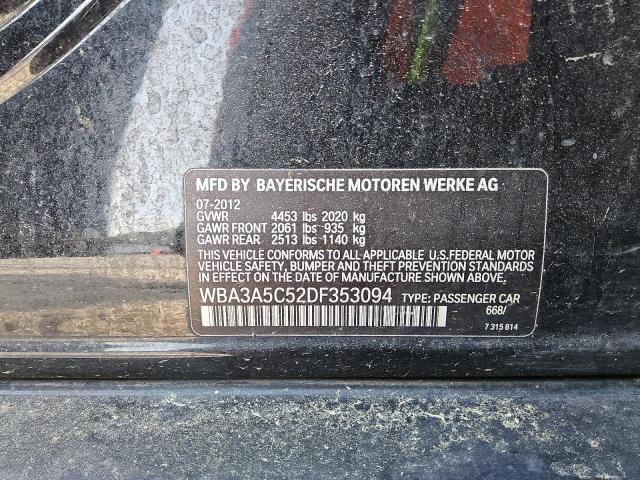 MFD BY BAYERISCHE MOTOREN WERKE AG
07-2012
GVWR 4453 lbs 2020 kg
GAWR FRONT 2061 lbs 935 kg
GAWR REAR 2513 lbs 1140 kg
THIS VEHICLE CONFORMS TO ALL APPLICABLE U.S.FEDERAL MOTOR
VEHICLE SAFETY, BUMPER AND THEFT PREVENTION STANDARDS
IN EFFECT ON THE DATE OF MANUFACTURE SHOWN ABOVE.
WBA3A5C52DF353094 TYPE: PASSENGER CAR
668/
7 315 814